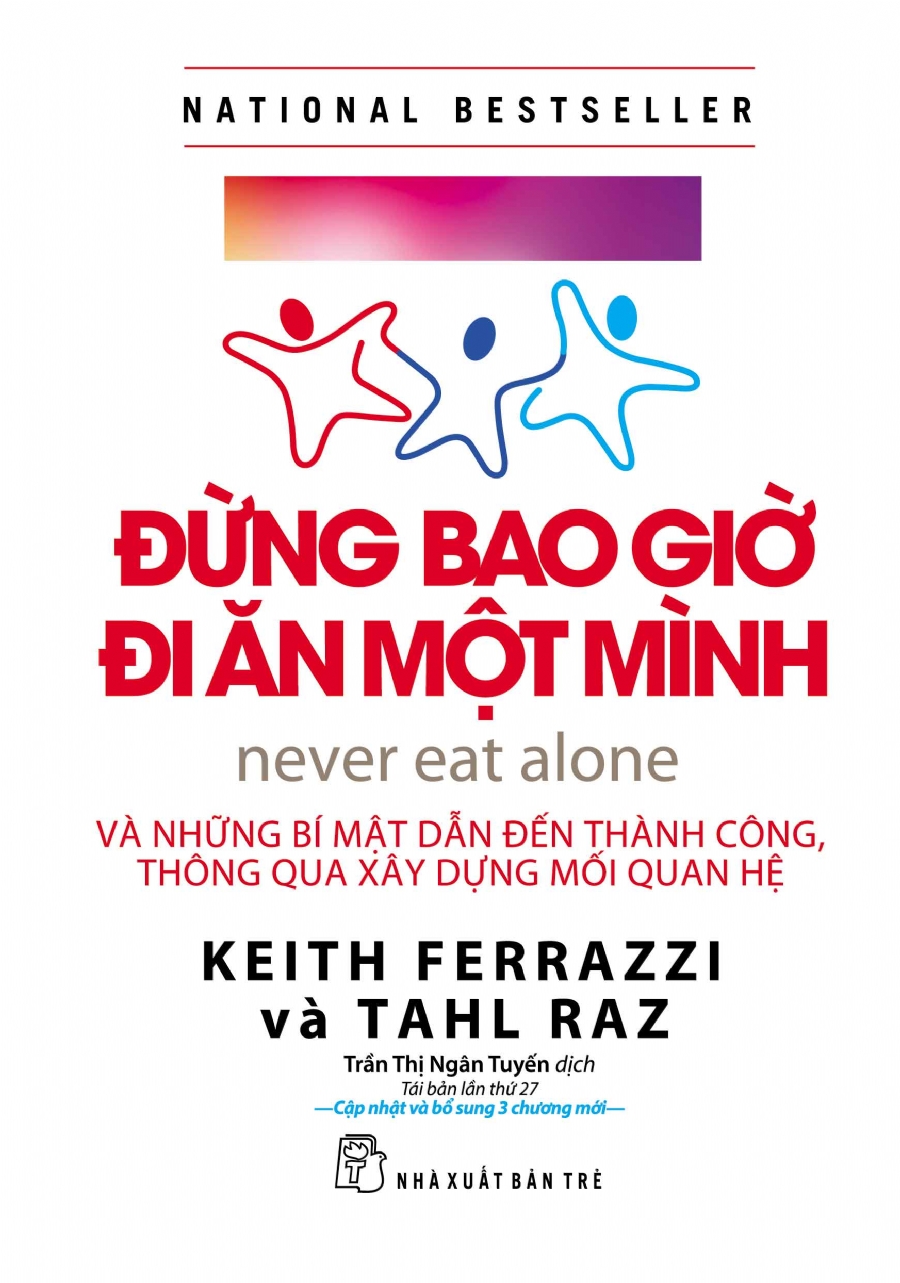 NATIONAL BESTSELLER
ĐỪNG BAO GIỜ
ĐI ĂN MỘT MÌNH
never eat alone
VÀ NHỮNG BÍ MẬT DẪN ĐẾN THÀNH CÔNG,
THÔNG QUA XÂY DỰNG MỐI QUAN HỆ
KEITH FERRAZZI
và TAHL RAZ
Trần Thị Ngân Tuyến dịch
Tái bản lần thứ 27
—Cập nhật và bổ sung 3 chương mới—
T
NHÀ XUẤT BẢN TRẺ